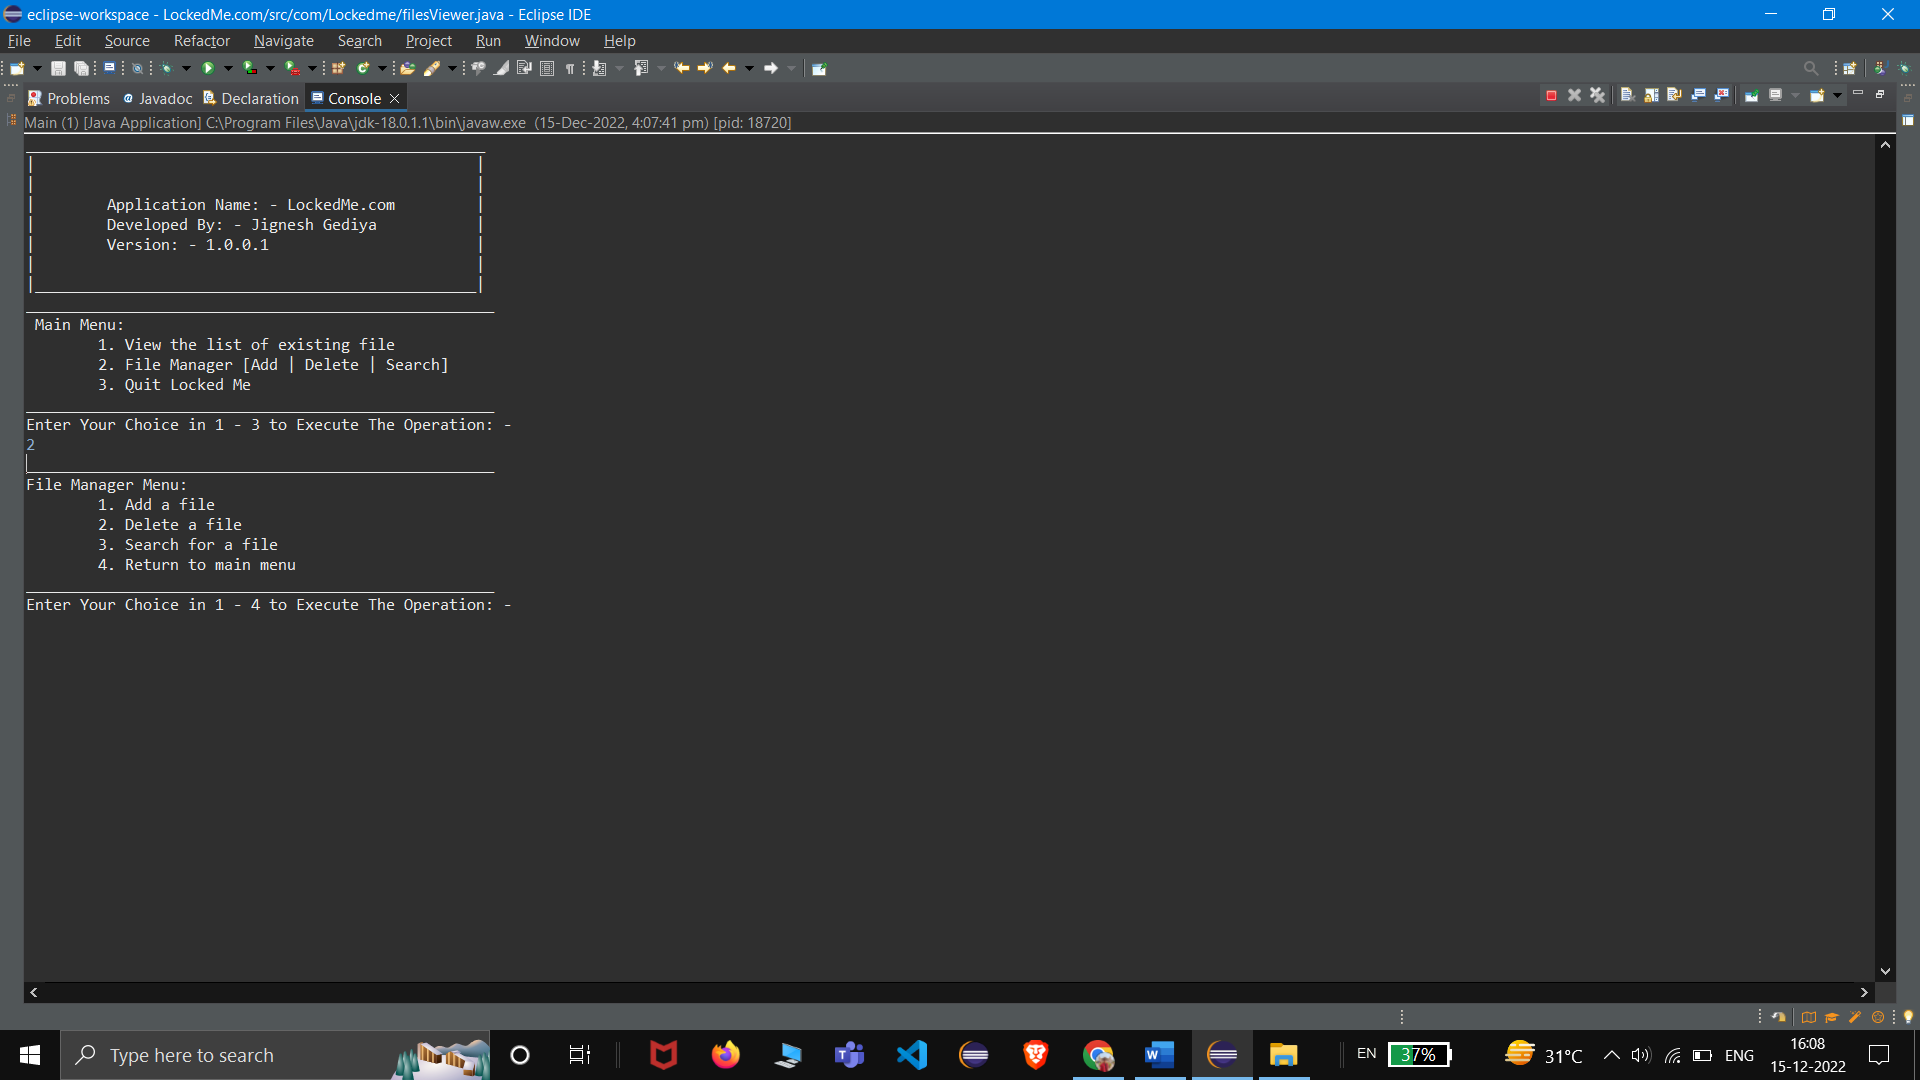 eclipse-workspace - LockedMe.com/src/com/Lockedme/filesViewer.java - Eclipse IDE
File Edit Source Refactor Navigate Search Project Run Window Help
Problems Javadoc Declaration Console
Main (1) [Java Application] C:\Program Files\Java\jdk-18.0.1.1\bin\javaw.exe (15-Dec-2022, 4:07:41 pm) [pid: 18720]
Application Name: - LockedMe.com
Developed By: - Jignesh Gediya
Version: - 1.0.0.1
Main Menu:
1. View the list of existing file
2. File Manager [Add | Delete | Search]
3. Quit Locked Me
Enter Your Choice in 1 - 3 to Execute The Operation: -
2
File Manager Menu:
1. Add a file
2. Delete a file
3. Search for a file
4. Return to main menu
Enter Your Choice in 1 - 4 to Execute The Operation: -
Type here to search
EN 37% 31°C ENG
16:08
15-12-2022